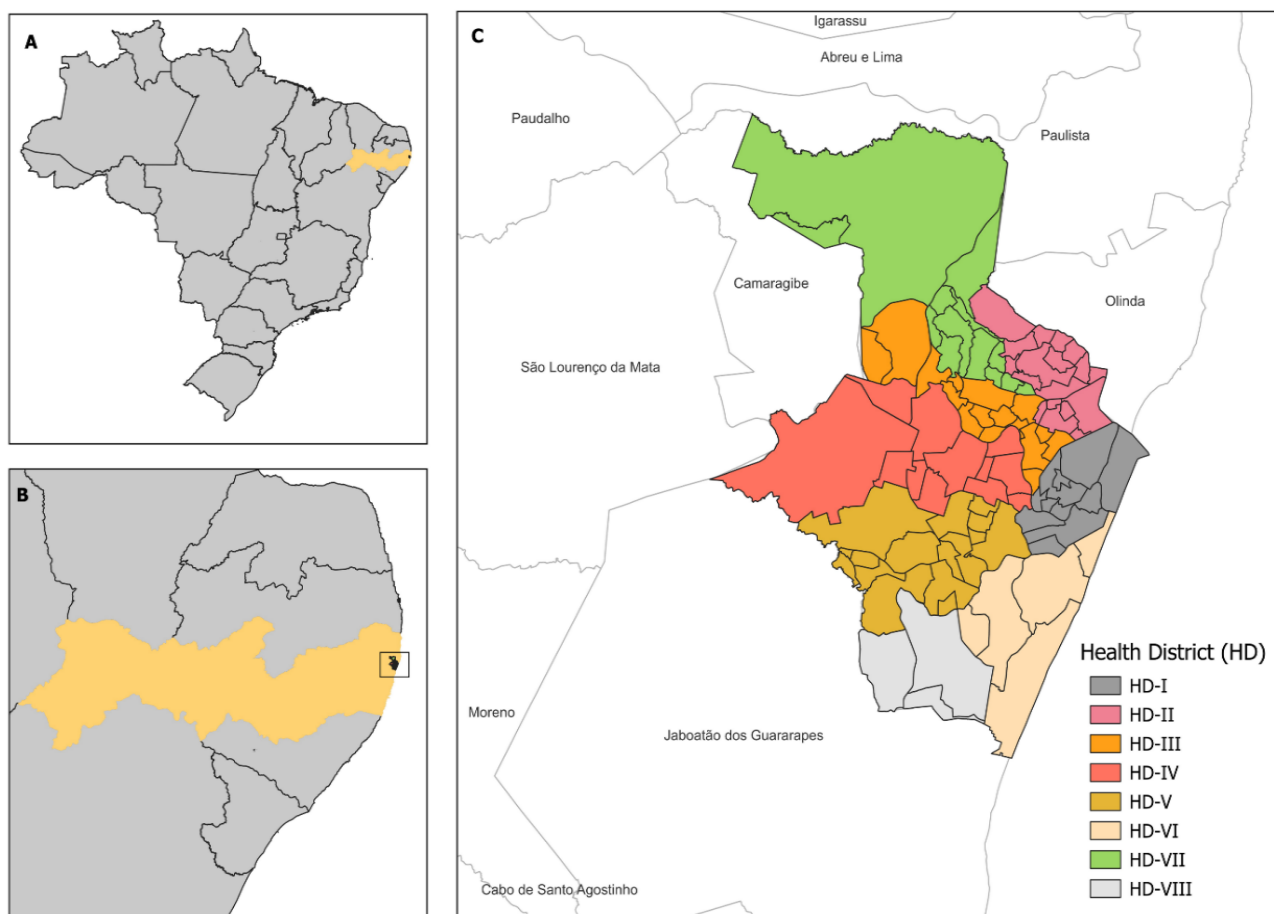 A
B
C
Igarassu
Abreu e Lima
Paudalho
Paulista
Camaragibe
Olinda
São Lourenço da Mata
Moreno
Jaboatão dos Guararapes
Cabo de Santo Agostinho
Health District (HD)
HD-I
HD-II
HD-III
HD-IV
HD-V
HD-VI
HD-VII
HD-VIII